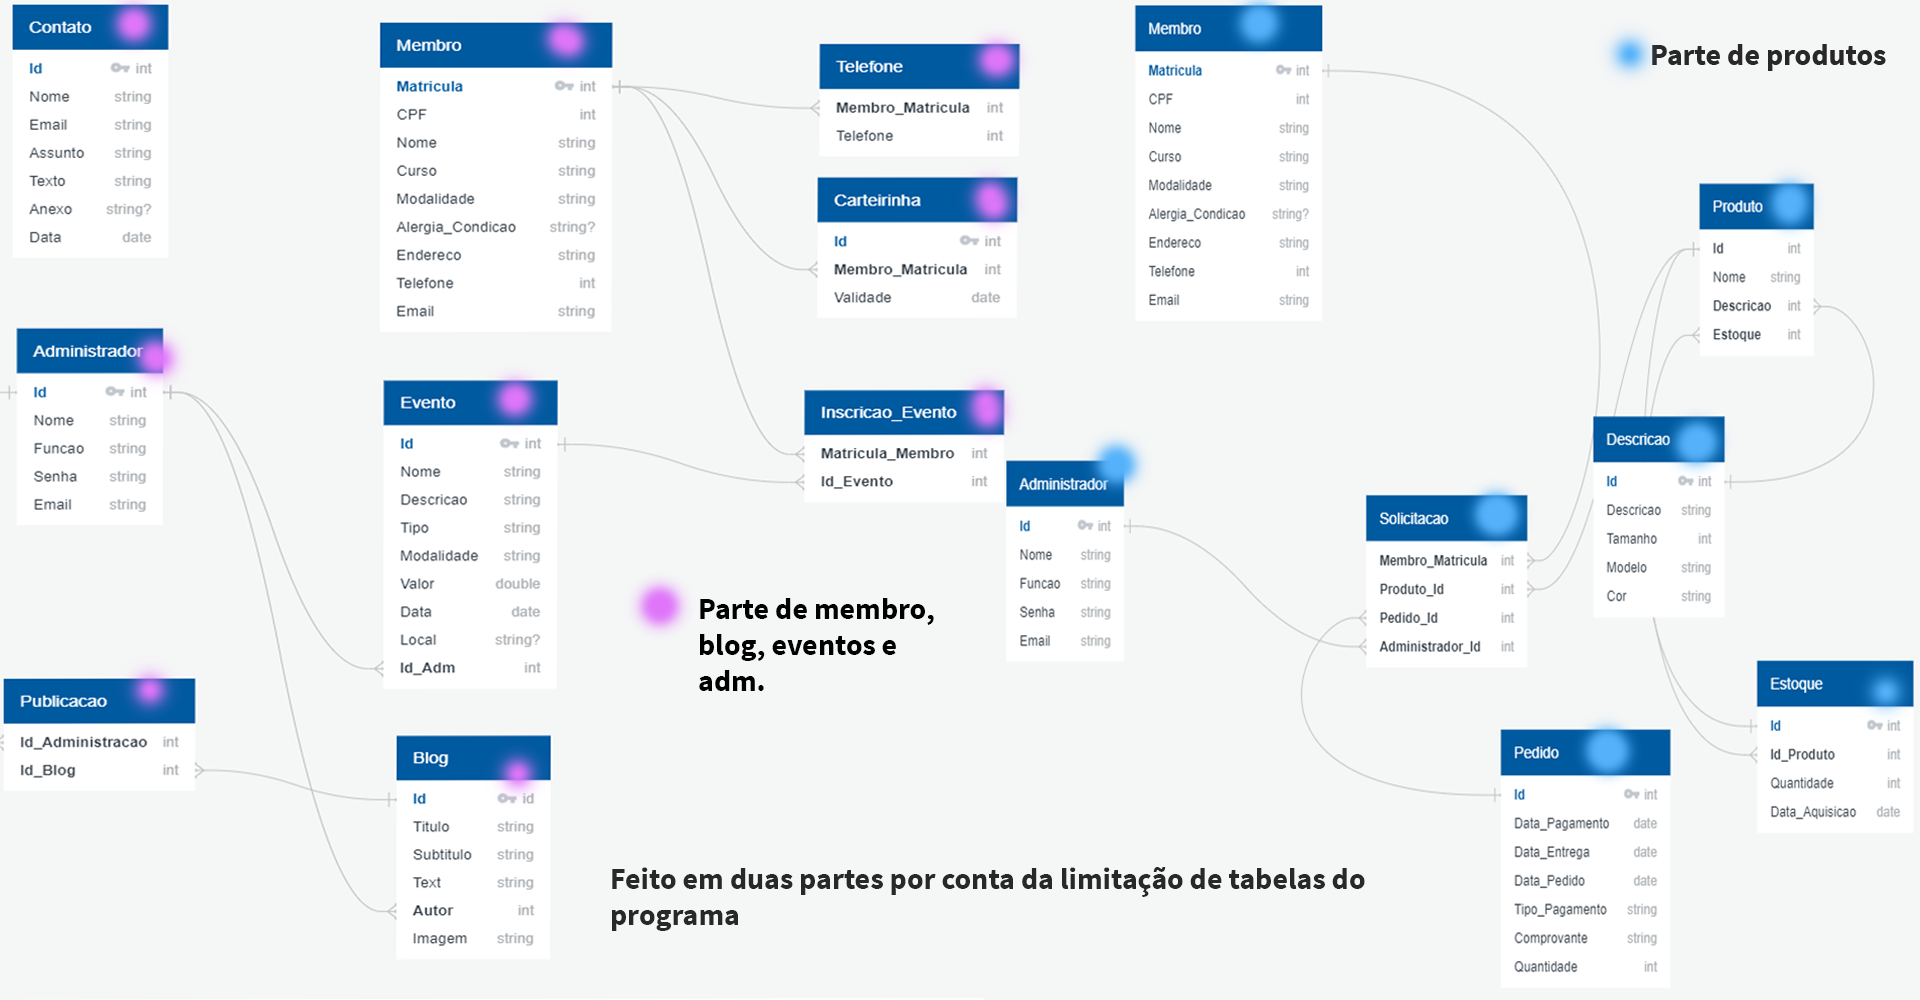 Contato
Id int
Nome string
Email string
Assunto string
Texto string
Anexo string?
Data date
Membro
Matricula int
CPF int
Nome string
Curso string
Modalidade string
Alergia_Condicao string?
Endereco string
Telefone int
Email string
Telefone
Membro_Matricula int
Telefone int
Carteirinha
Id int
Membro_Matricula int
Validade date
Membro
Matricula int
CPF int
Nome string
Curso string
Modalidade string
Alergia_Condicao string?
Endereco string
Telefone int
Email string
Parte de produtos
Produto
Id int
Nome string
Descricao int
Estoque int
Administrador
Id int
Nome string
Funcao string
Senha string
Email string
Evento
Id int
Nome string
Descricao string
Tipo string
Modalidade string
Valor double
Data date
Local string?
Id_Adm int
Inscricao_Evento
Matricula_Membro int
Id_Evento int
Administrador
Id int
Nome string
Funcao string
Senha string
Email string
Solicitacao
Membro_Matricula int
Produto_Id int
Pedido_Id int
Administrador_Id int
Descricao
Id int
Descricao string
Tamanho int
Modelo string
Cor string
Parte de membro,
blog, eventos e
adm.
Publicacao
Id_Administracao int
Id_Blog int
Blog
Id id
Titulo string
Subtitulo string
Text string
Autor int
Imagem string
Pedido
Id int
Data_Pagamento date
Data_Entrega date
Data_Pedido date
Tipo_Pagamento string
Comprovante string
Quantidade int
Estoque
Id int
Id_Produto int
Quantidade int
Data_Aquisicao date
Feito em duas partes por conta da limitação de tabelas do
programa